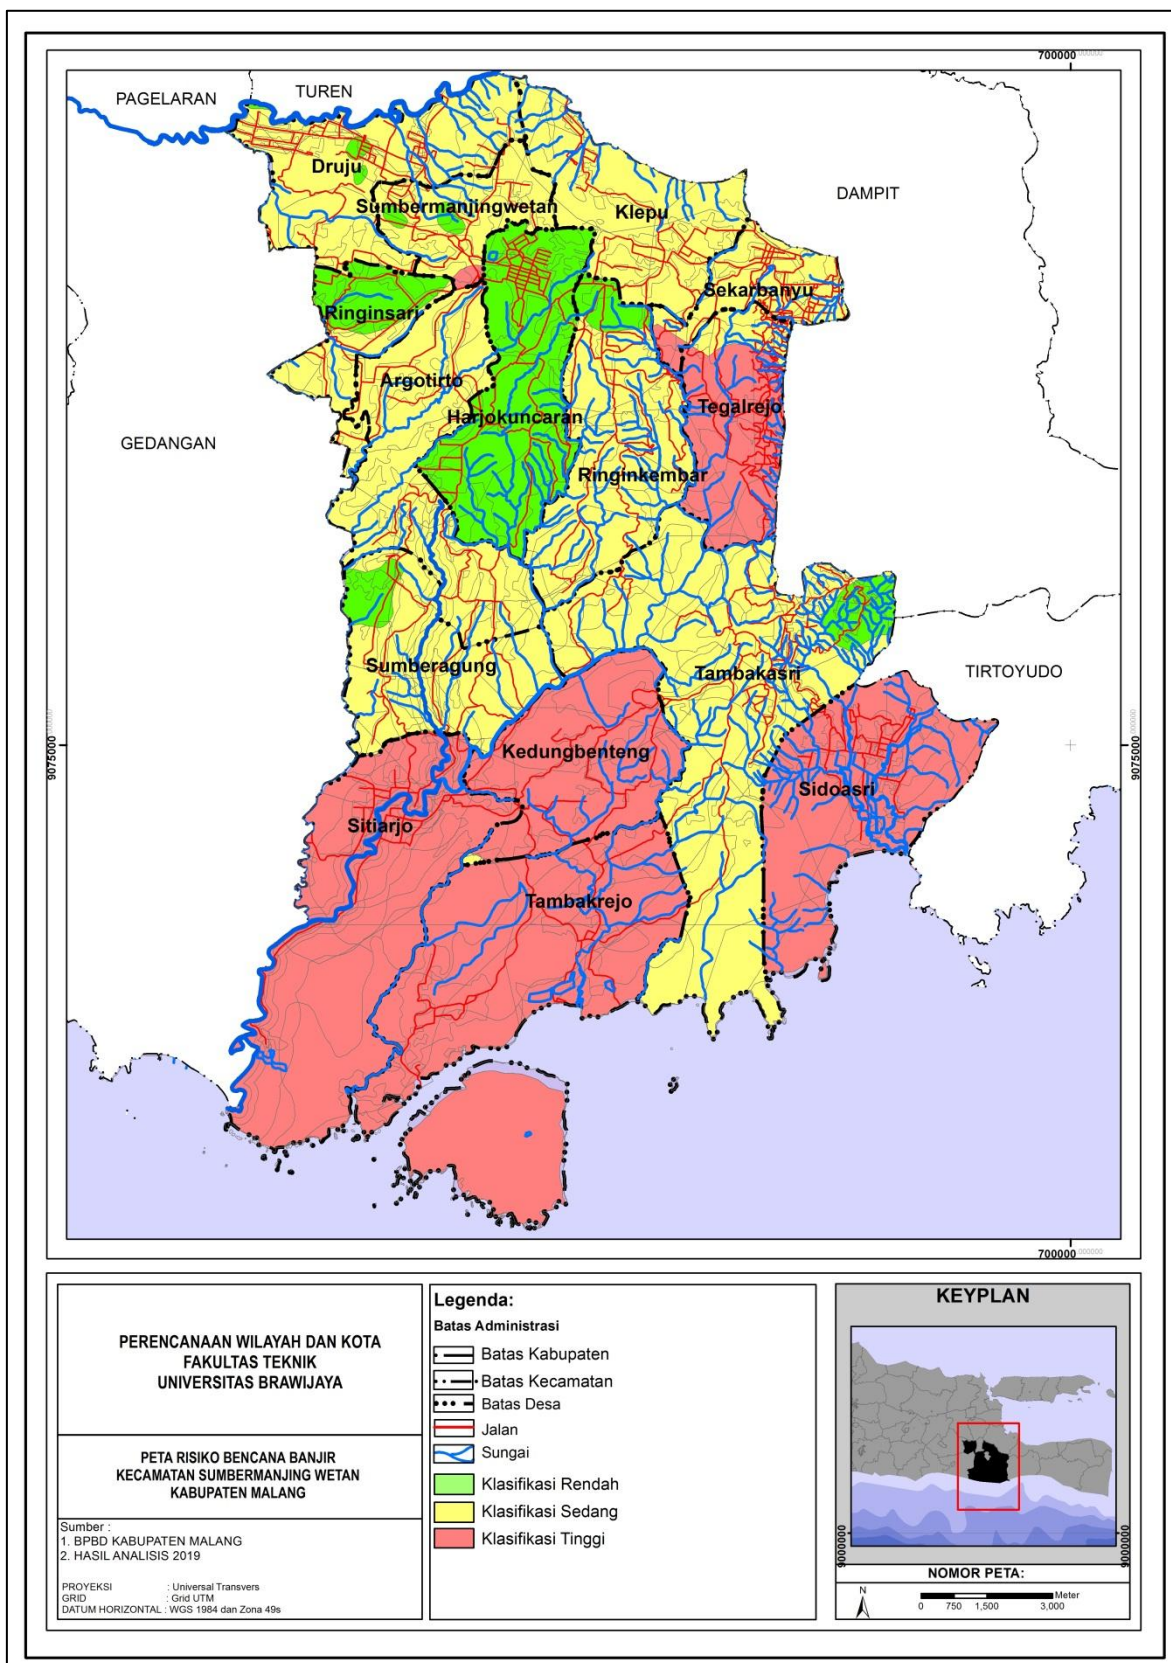 700000 000000
PAGELARAN
TUREN
DAMPIT
Druju
Sumbermanjingwetan
Klepu
Sekarbanyu
Ringinsari
Argotirto
Harjokuncaran
Tegalrejo
GEDANGAN
Ringinkembar
Sumberagung
Tambakasri
TIRTOYUDO
9075000 000000
9075000 000000
Kedungbenteng
Sidoasri
Sitiarjo
Tambakrejo
700000 000000
PERENCANAAN WILAYAH DAN KOTA
FAKULTAS TEKNIK
UNIVERSITAS BRAWIJAYA
PETA RISIKO BENCANA BANJIR
KECAMATAN SUMBERMANJING WETAN
KABUPATEN MALANG
Sumber :
1. BPBD KABUPATEN MALANG
2. HASIL ANALISIS 2019
PROYEKSI : Universal Transvers
GRID : Grid UTM
DATUM HORIZONTAL : WGS 1984 dan Zona 49s
Legenda:
Batas Administrasi
Batas Kabupaten
Batas Kecamatan
Batas Desa
Jalan
Sungai
Klasifikasi Rendah
Klasifikasi Sedang
Klasifikasi Tinggi
KEYPLAN
9000000
9000000
NOMOR PETA:
N
Meter
0 750 1,500 3,000